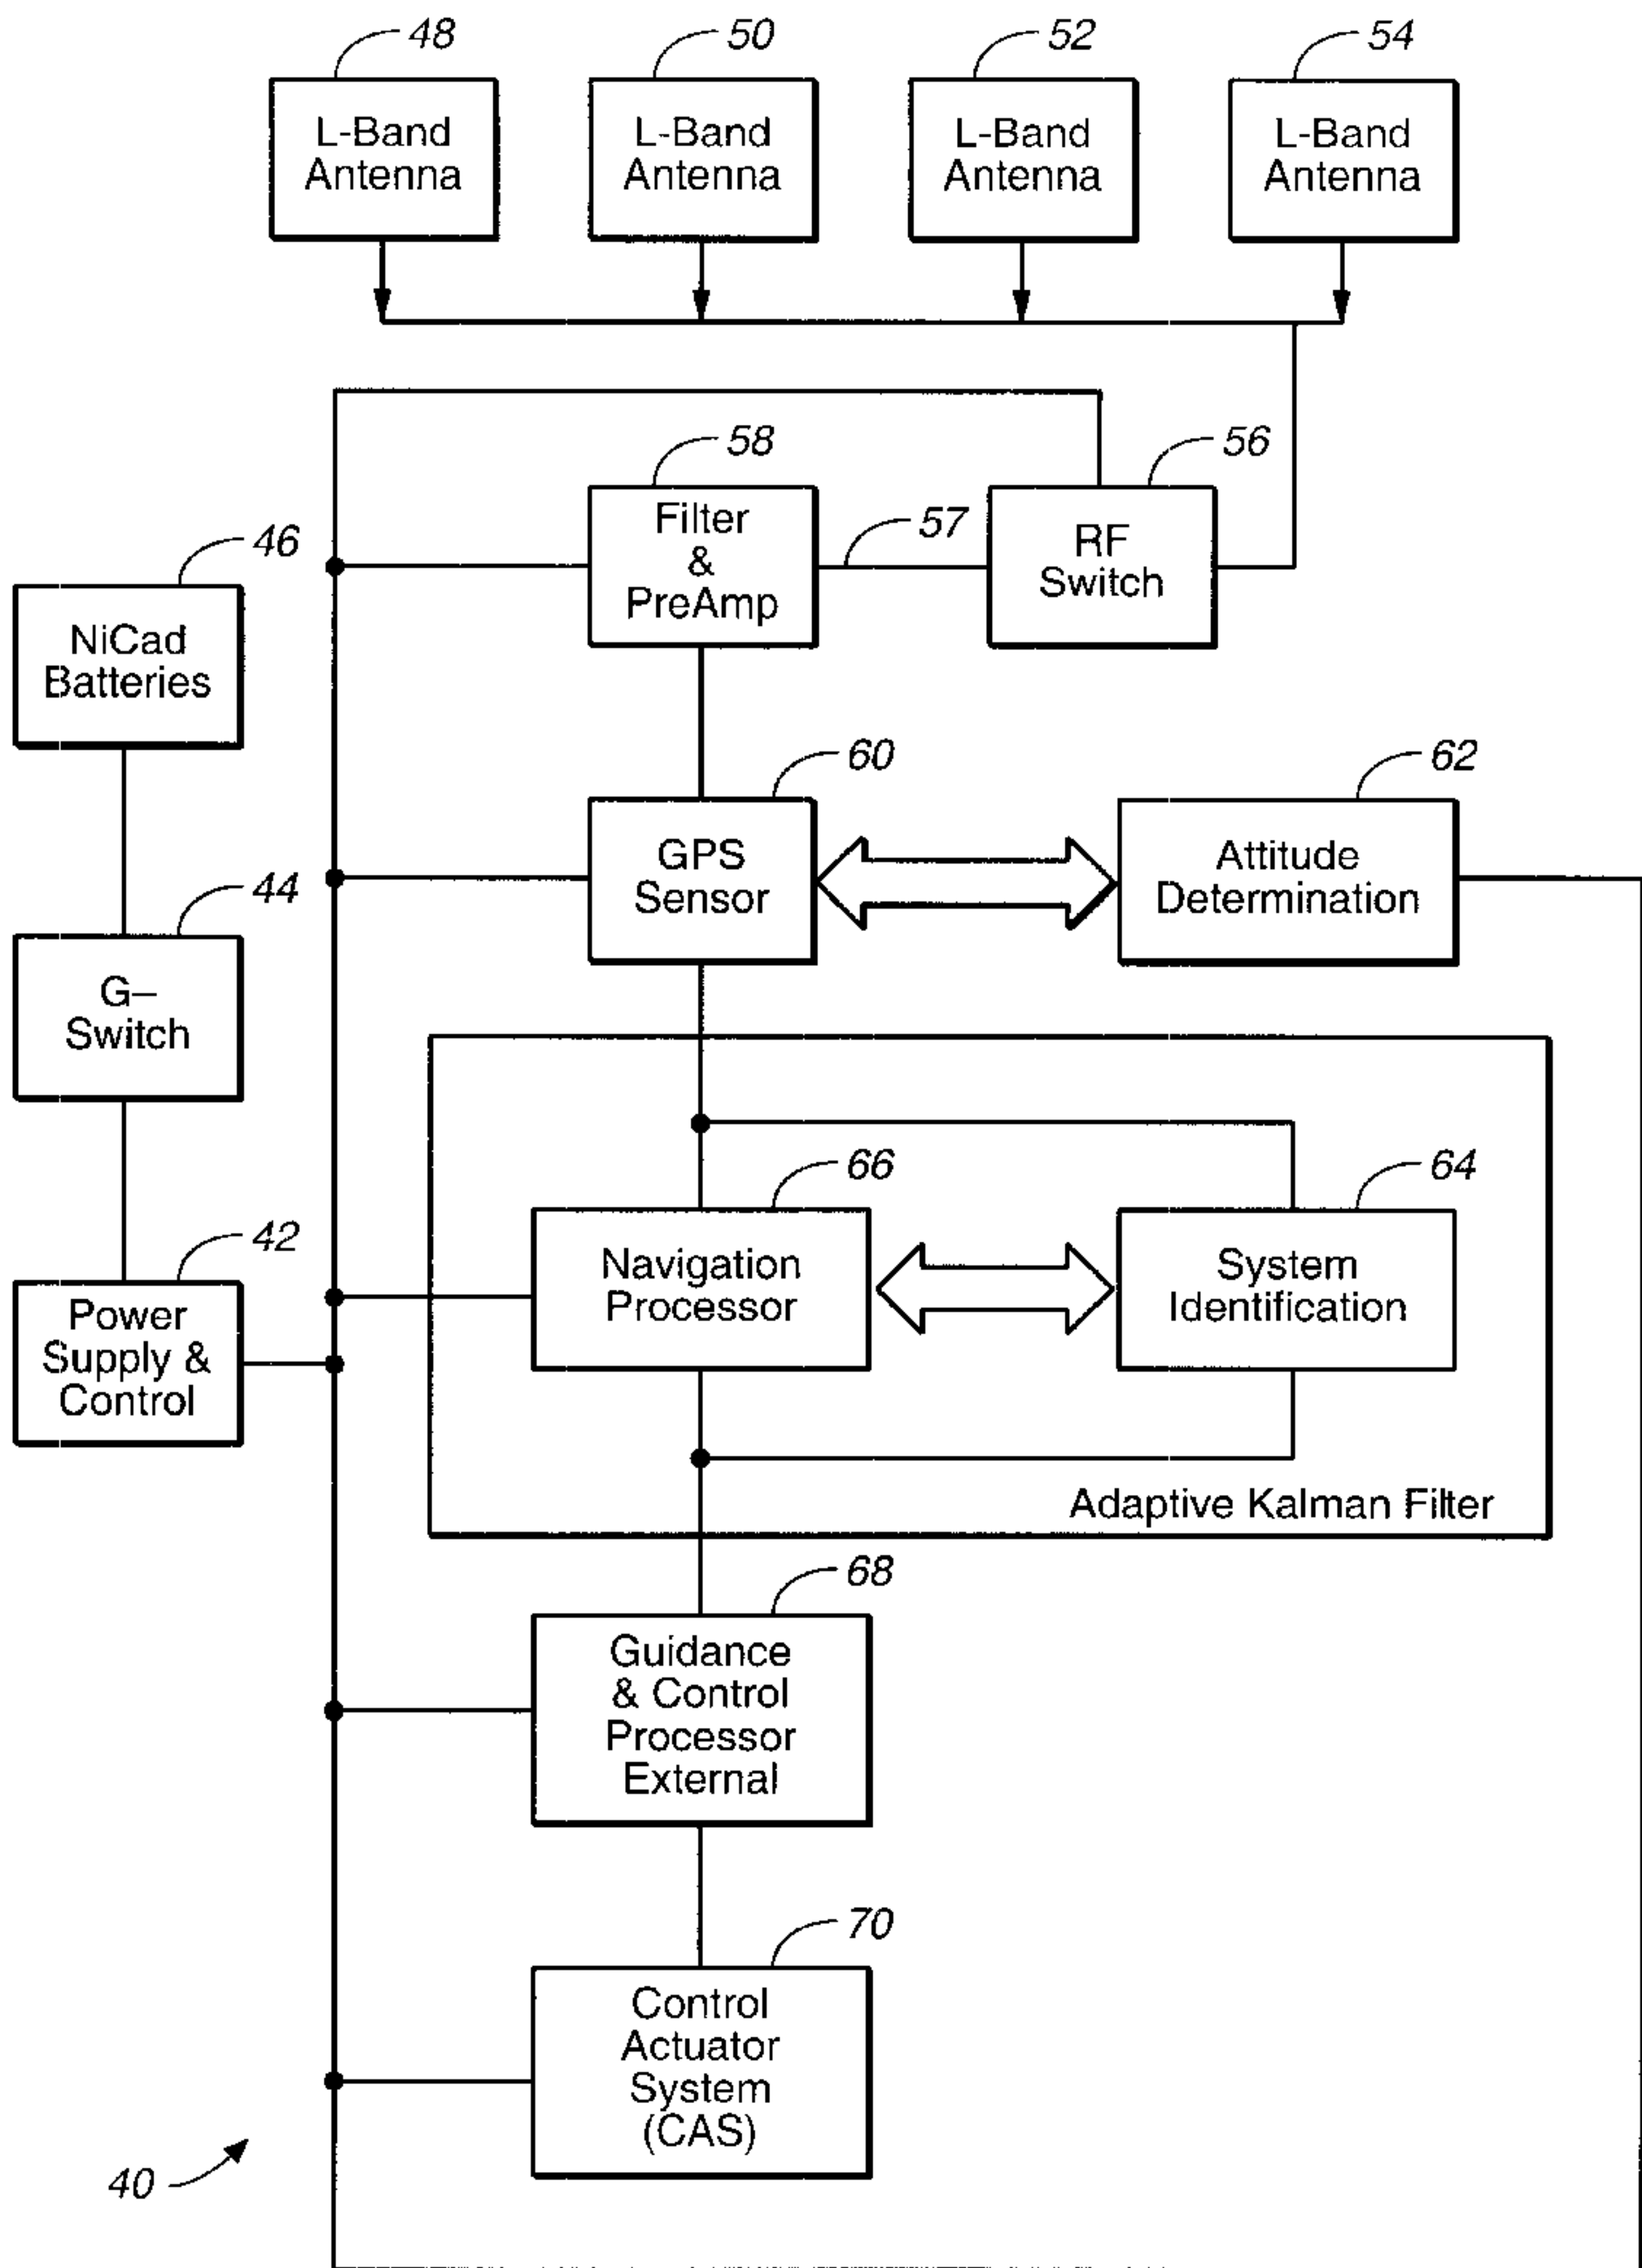 48
50
52
54
L-Band
Antenna
L-Band
Antenna
L-Band
Antenna
L-Band
Antenna
58
56
Filter
&
PreAmp
57
RF
Switch
46
NiCad
Batteries
60
62
GPS
Sensor
Attitude
Determination
44
G–
Switch
66
64
Navigation
Processor
System
Identification
42
Power
Supply &
Control
Adaptive Kalman Filter
68
Guidance
& Control
Processor
External
70
Control
Actuator
System
(CAS)
40